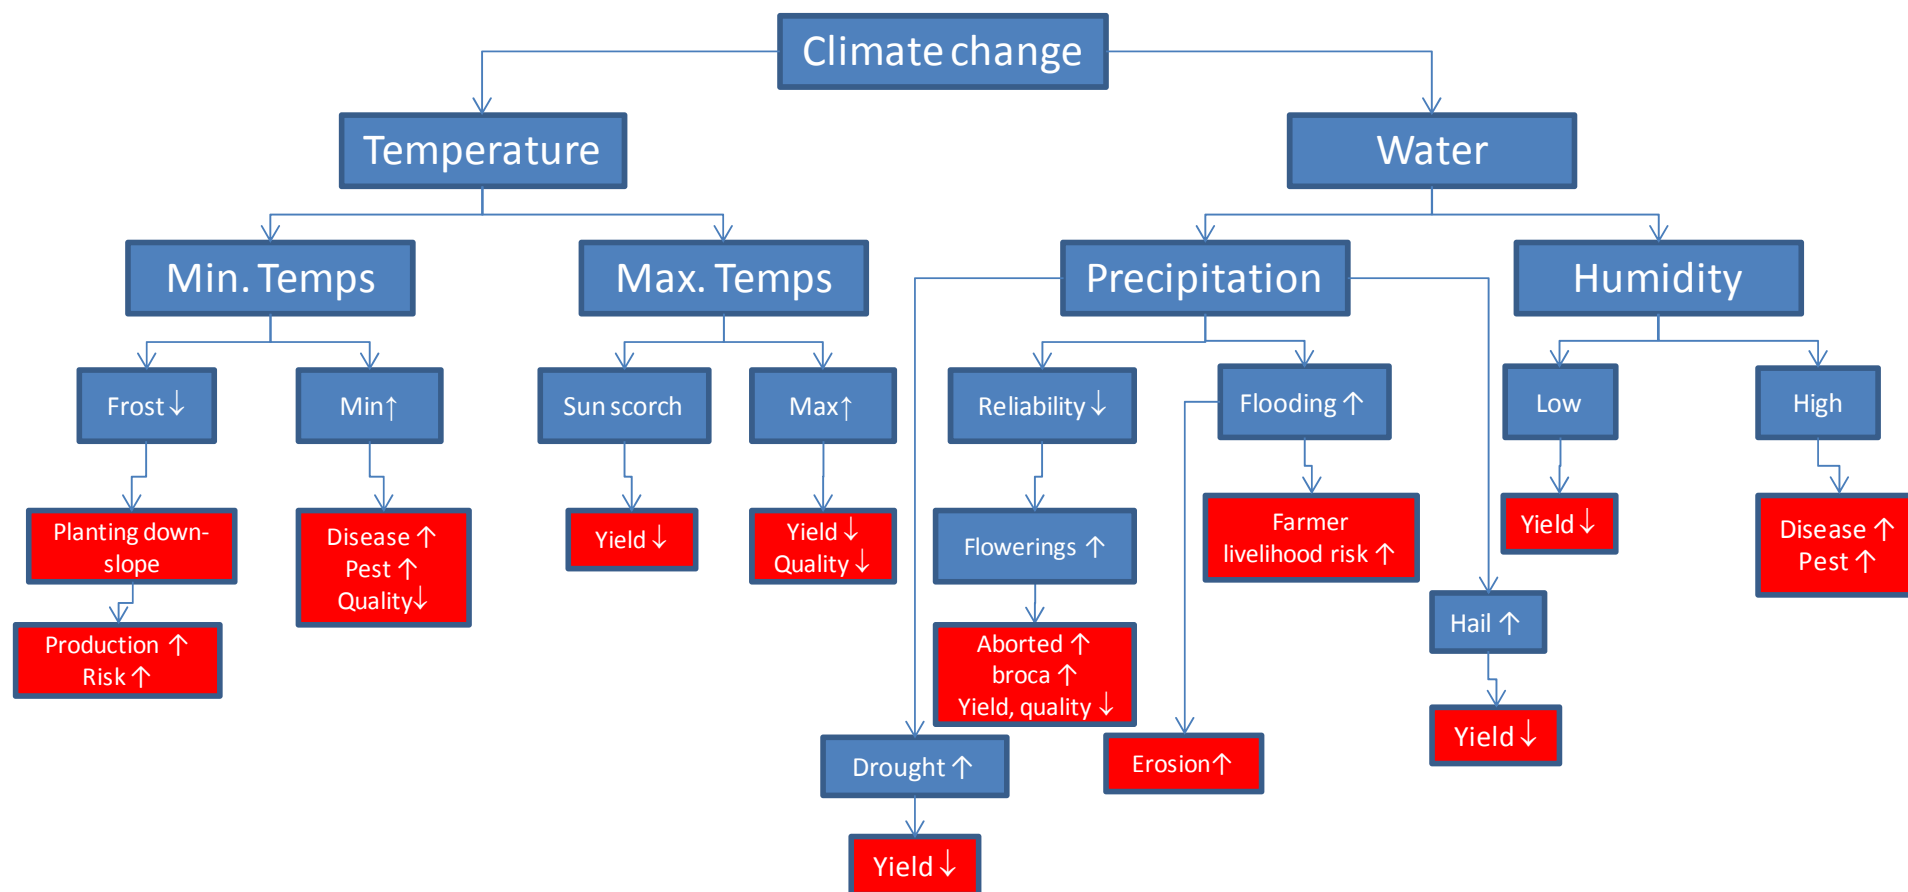 Climate change
Temperature
Water
Min. Temps
Max. Temps
Precipitation
Humidity
Frost ↓
Min↑
Sun scorch
Max↑
Reliability ↓
Flooding ↑
Low
High
Planting down-
slope
Disease ↑
Pest ↑
Quality↓
Yield ↓
Yield ↓
Quality ↓
Flowerings ↑
Farmer
livelihood risk ↑
Yield ↓
Disease ↑
Pest ↑
Production ↑
Risk ↑
Aborted ↑
broca ↑
Yield, quality ↓
Hail ↑
Drought ↑
Erosion↑
Yield ↓
Yield ↓